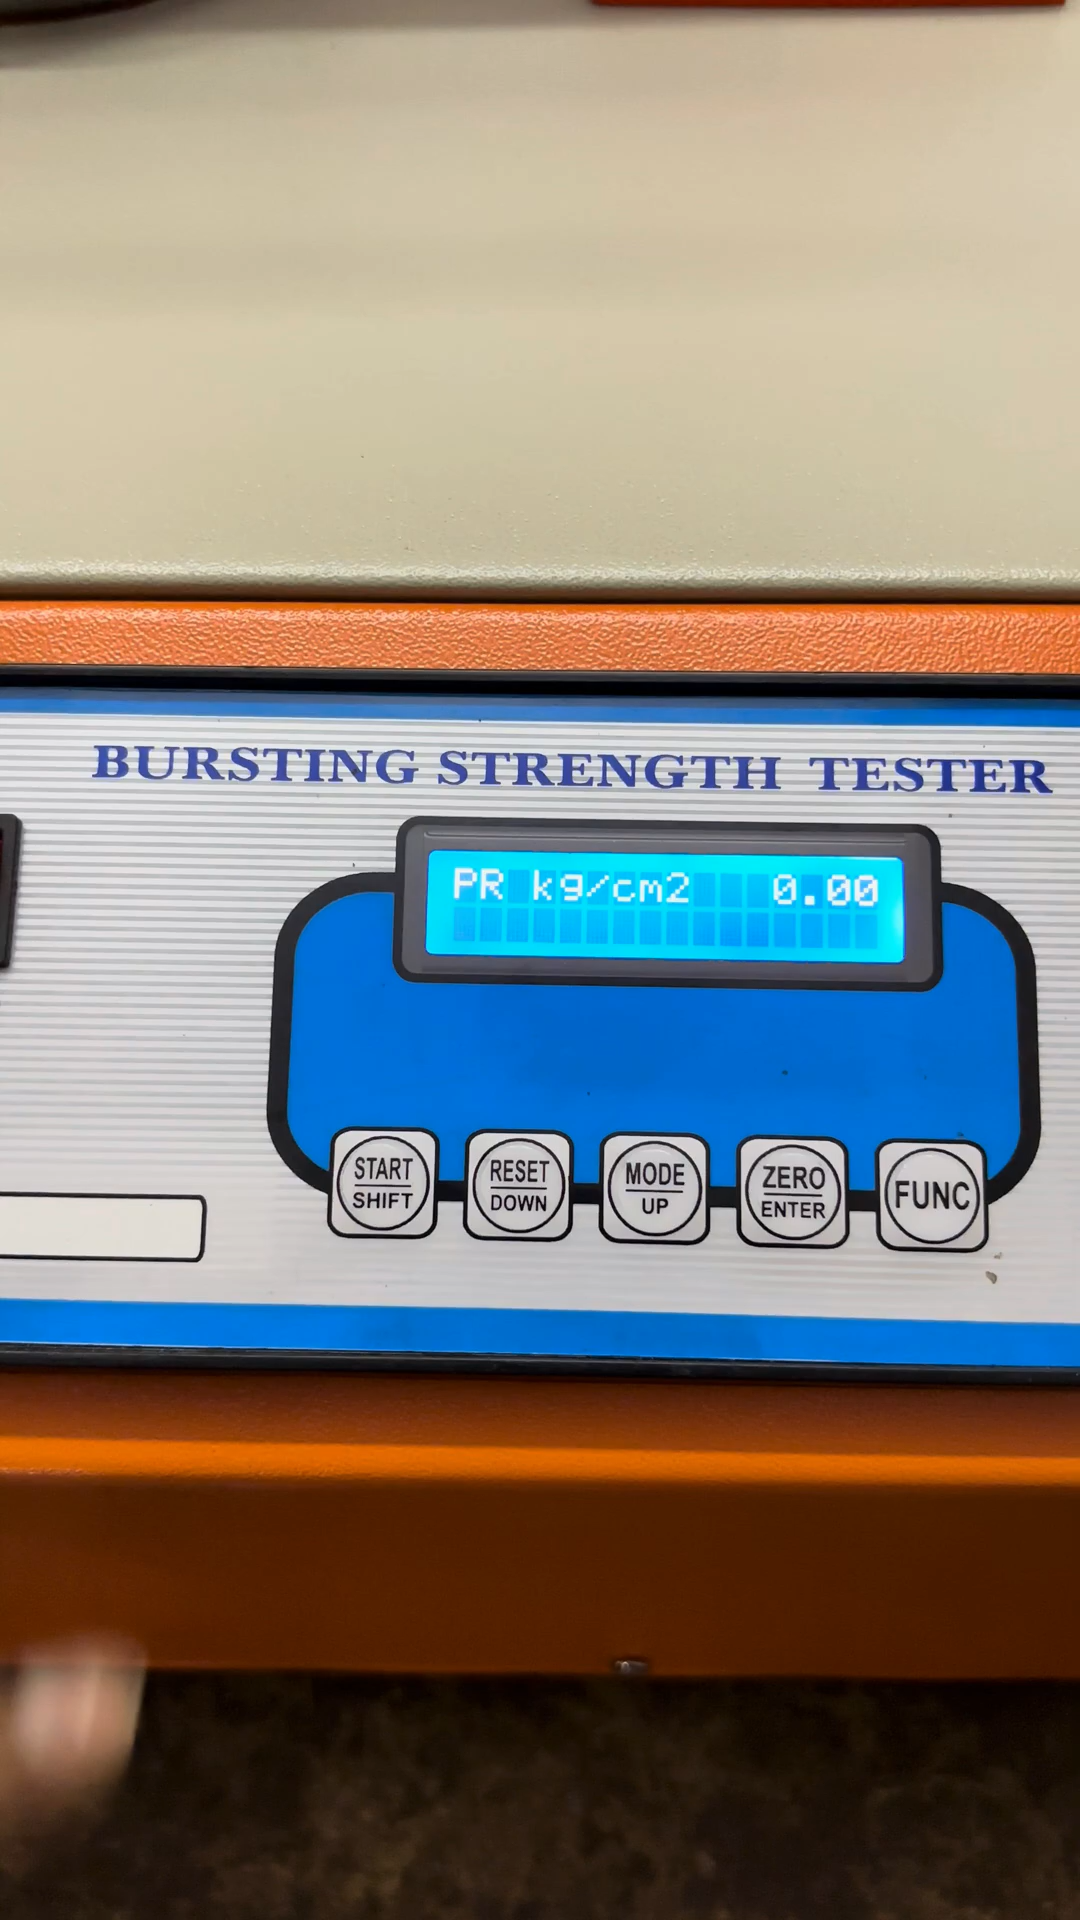 BURSTING STRENGTH TESTER
PR kg/cm2 0.00
START
SHIFT
RESET
DOWN
MODE
UP
ZERO
ENTER
FUNC